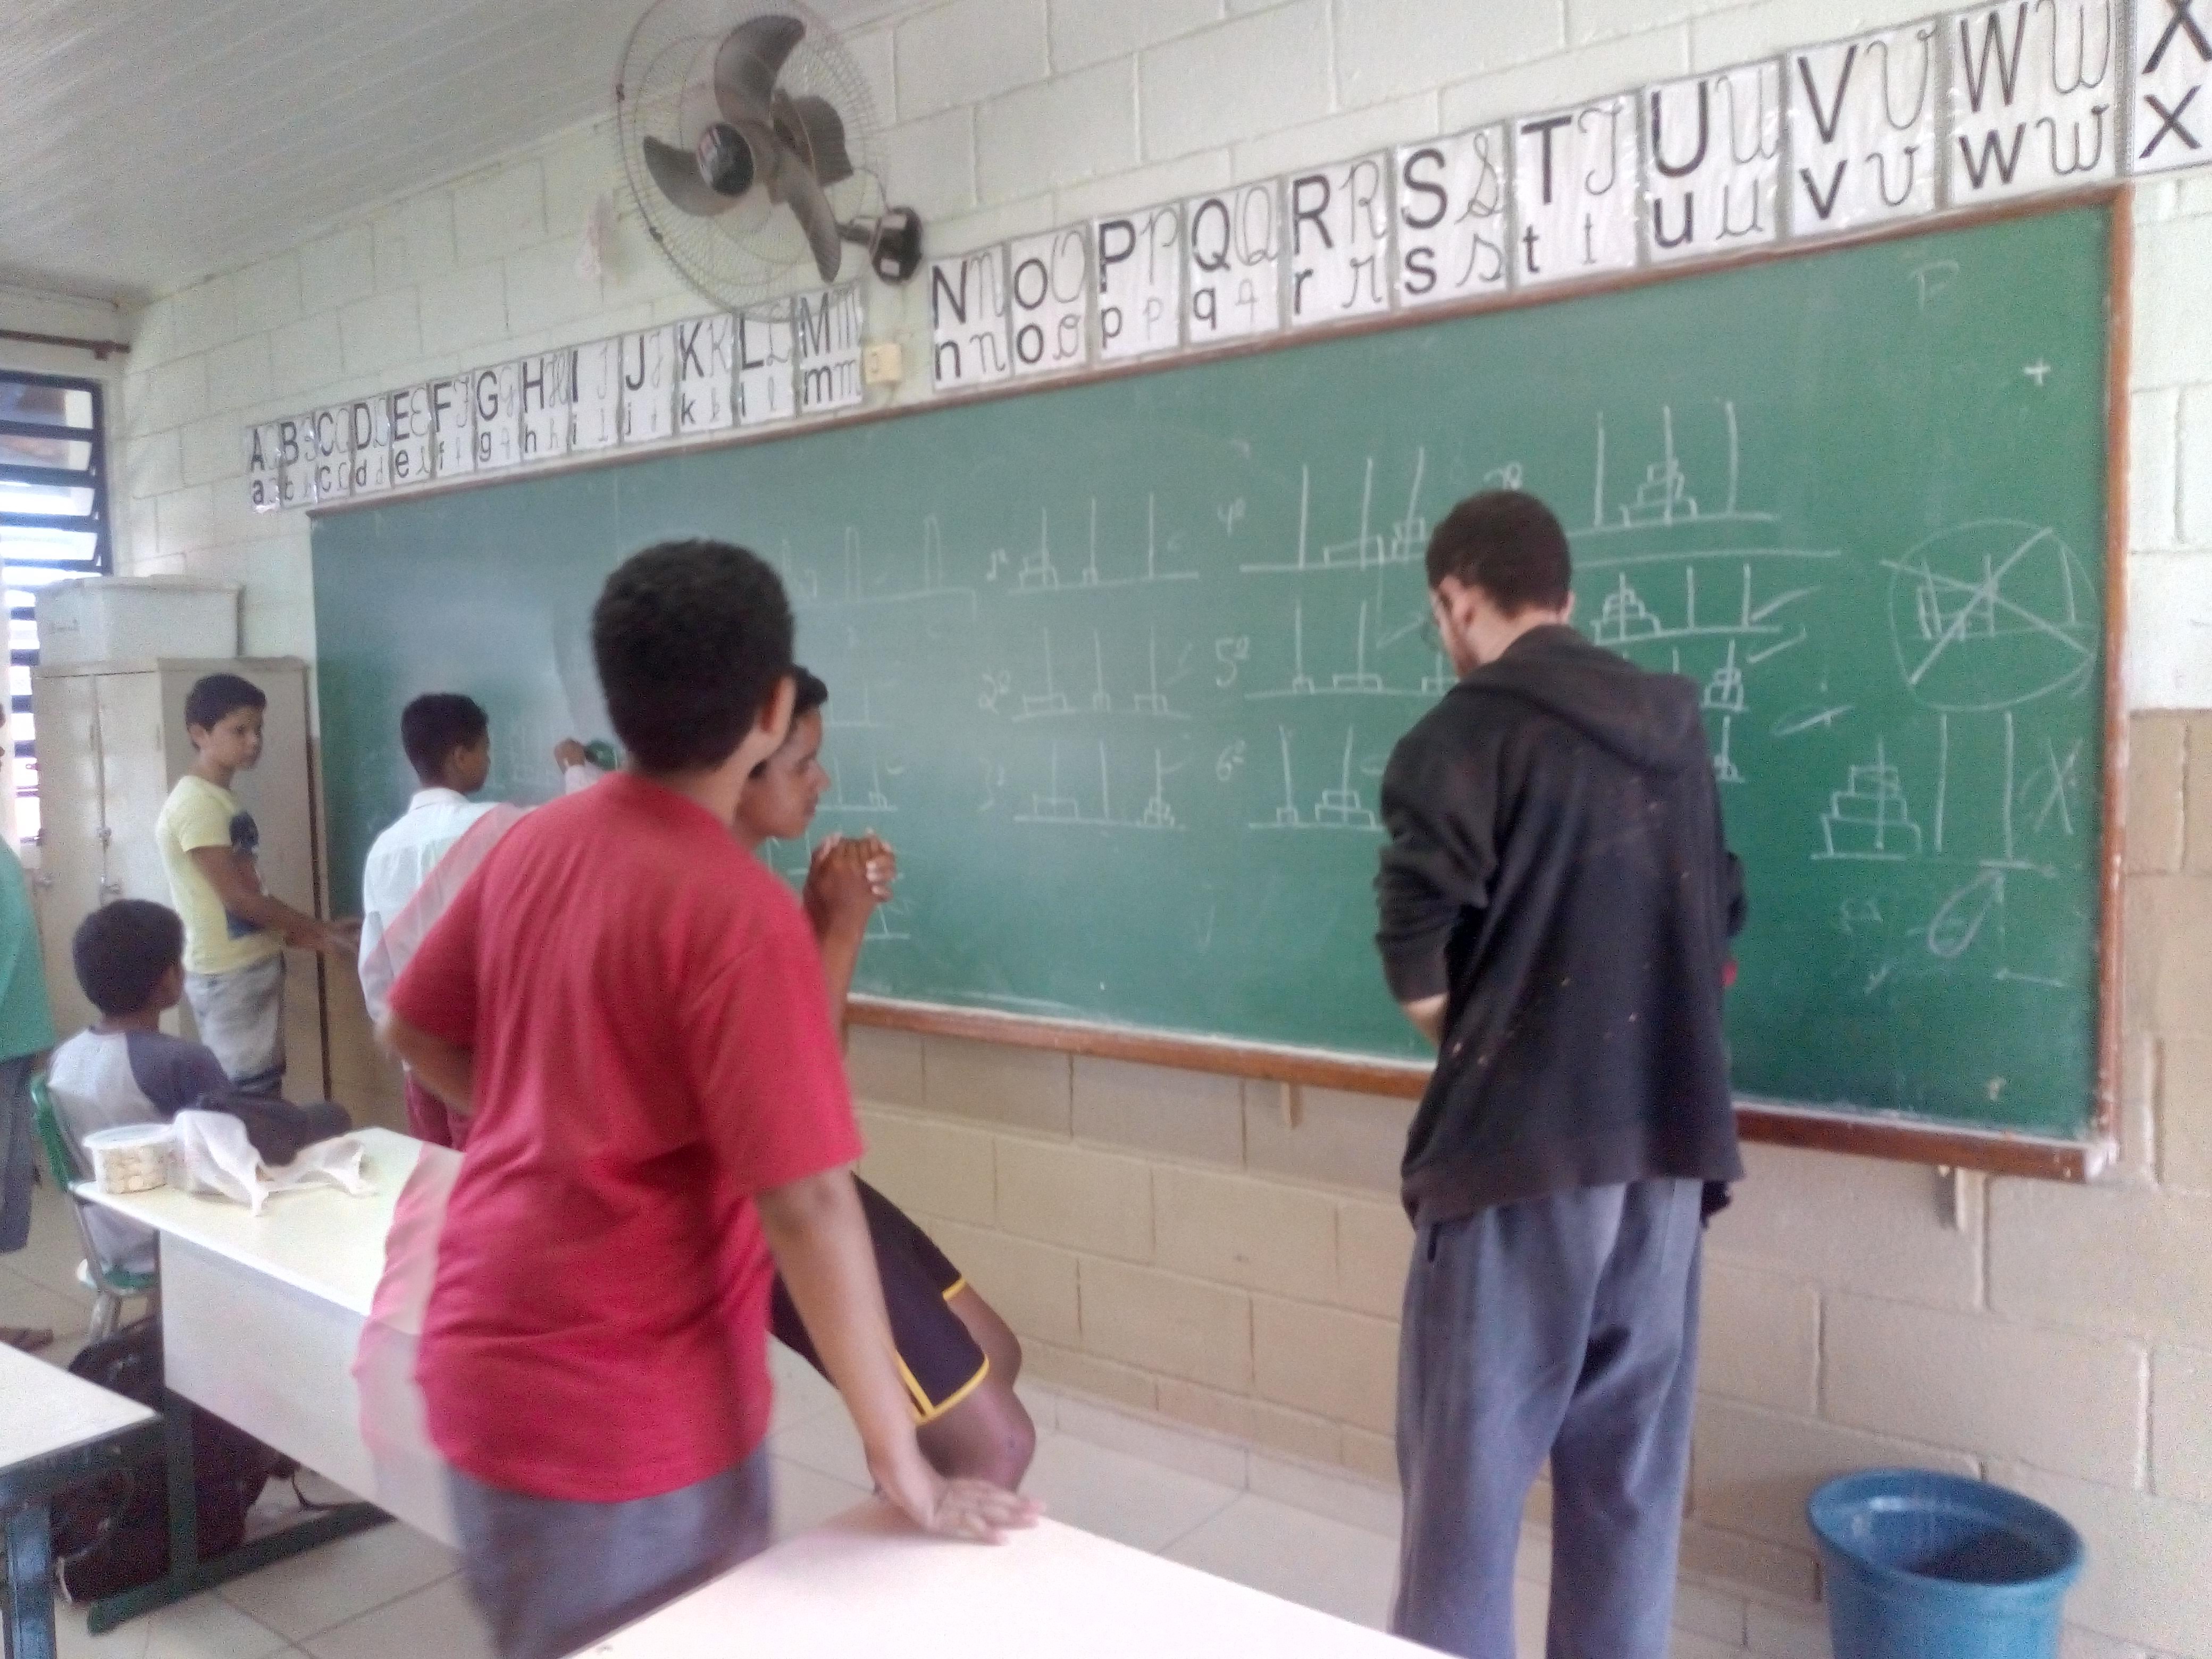 A A B B C C D D E E F F G G H H I I J J K K L L M M N N O O P P Q Q R R S S T T U U V V W W X
a a b b c c d d e e f f g g h h i i j j k k l l m m n n o o p p q q r r s s t t u u v v w w x
4º
2º
5º
3º
6º